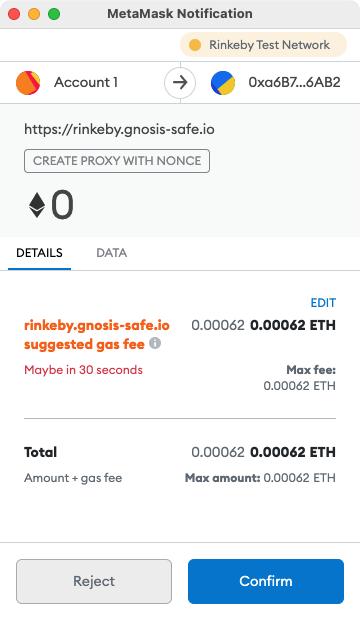 MetaMask Notification
Rinkeby Test Network
Account 1
0xa6B7...6AB2
https://rinkeby.gnosis-safe.io
CREATE PROXY WITH NONCE
0
DETAILS DATA
EDIT
rinkeby.gnosis-safe.io 0.00062 0.00062 ETH
suggested gas fee
Maybe in 30 seconds Max fee:
0.00062 ETH
Total 0.00062 0.00062 ETH
Amount + gas fee Max amount: 0.00062 ETH
Reject Confirm